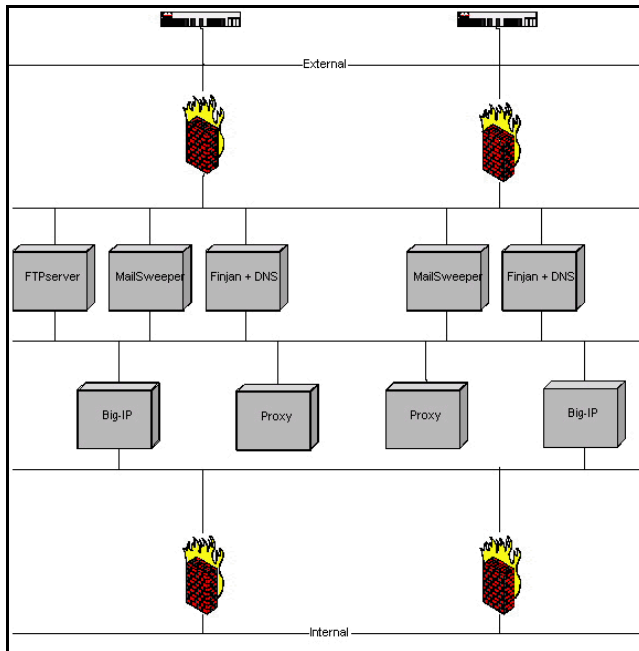 External
FTPserver
MailSweeper
Finjan + DNS
MailSweeper
Finjan + DNS
Big-IP
Proxy
Proxy
Big-IP
Internal